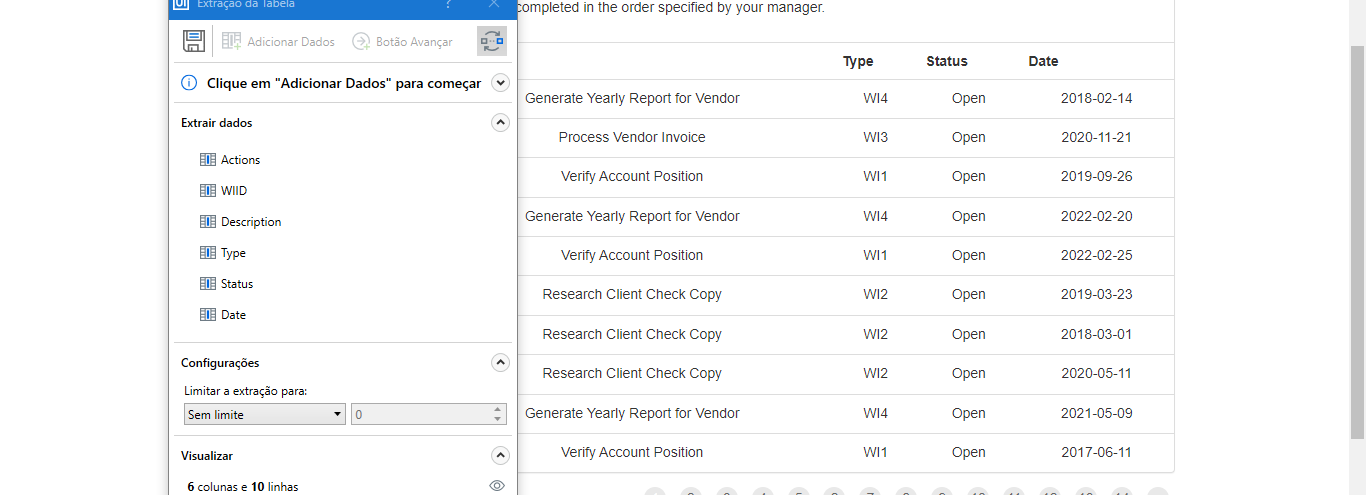 UI Extração da Tabela ? ×
Adicionar Dados Botão Avançar
Clique em "Adicionar Dados" para começar
Extrair dados
Actions
WIID
Description
Type
Status
Date
Configurações
Limitar a extração para:
Sem limite 0
Visualizar
6 colunas e 10 linhas
completed in the order specified by your manager.
Type Status Date
Generate Yearly Report for Vendor WI4 Open 2018-02-14
Process Vendor Invoice WI3 Open 2020-11-21
Verify Account Position WI1 Open 2019-09-26
Generate Yearly Report for Vendor WI4 Open 2022-02-20
Verify Account Position WI1 Open 2022-02-25
Research Client Check Copy WI2 Open 2019-03-23
Research Client Check Copy WI2 Open 2018-03-01
Research Client Check Copy WI2 Open 2020-05-11
Generate Yearly Report for Vendor WI4 Open 2021-05-09
Verify Account Position WI1 Open 2017-06-11